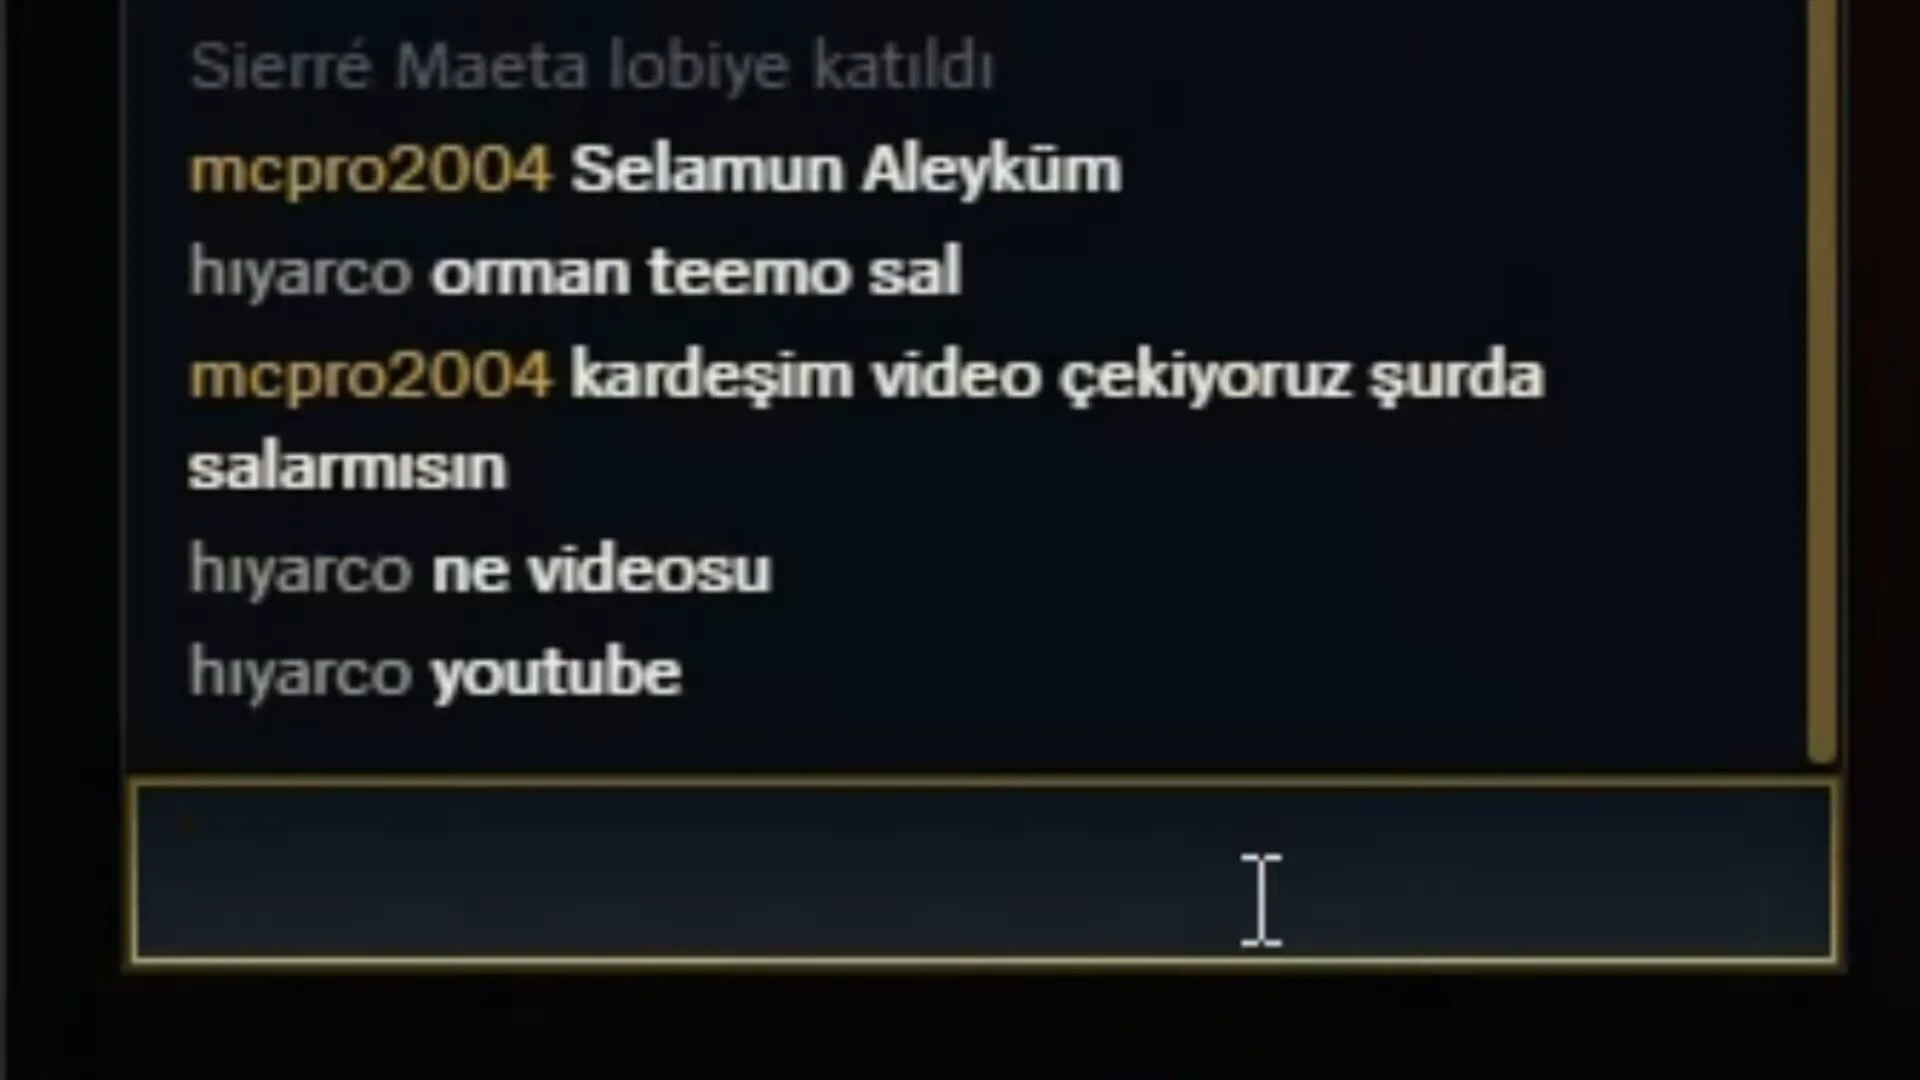 Sierré Maeta lobiye katıldı
mcpro2004 Selamun Aleyküm
hıyarco orman teemo sal
mcpro2004 kardeşim video çekiyoruz şurda
salarmısın
hıyarco ne videosu
hıyarco youtube